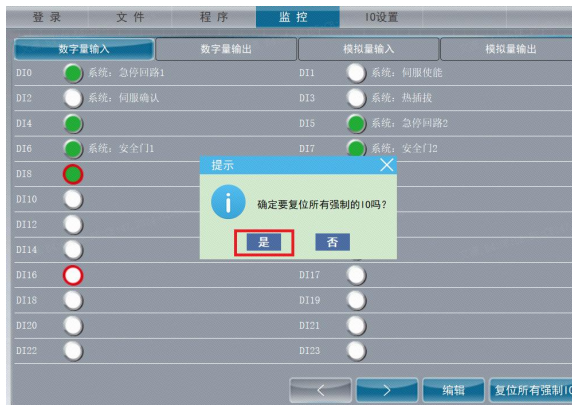 登录 文件 程序 监控 IO设置
数字量输入 数字量输出 模拟量输入 模拟量输出
DI0 系统：急停回路1 DI1 系统：伺服使能
DI2 系统：伺服确认 DI3 系统：热插拔
DI4 DI5 系统：急停回路2
DI6 系统：安全门1 DI7 系统：安全门2
提示
DI8
i 确定要复位所有强制的IO吗？
DI10
DI12
是 否
DI14
DI16 DI17
DI18 DI19
DI20 DI21
DI22 DI23
< > 编辑 复位所有强制IO